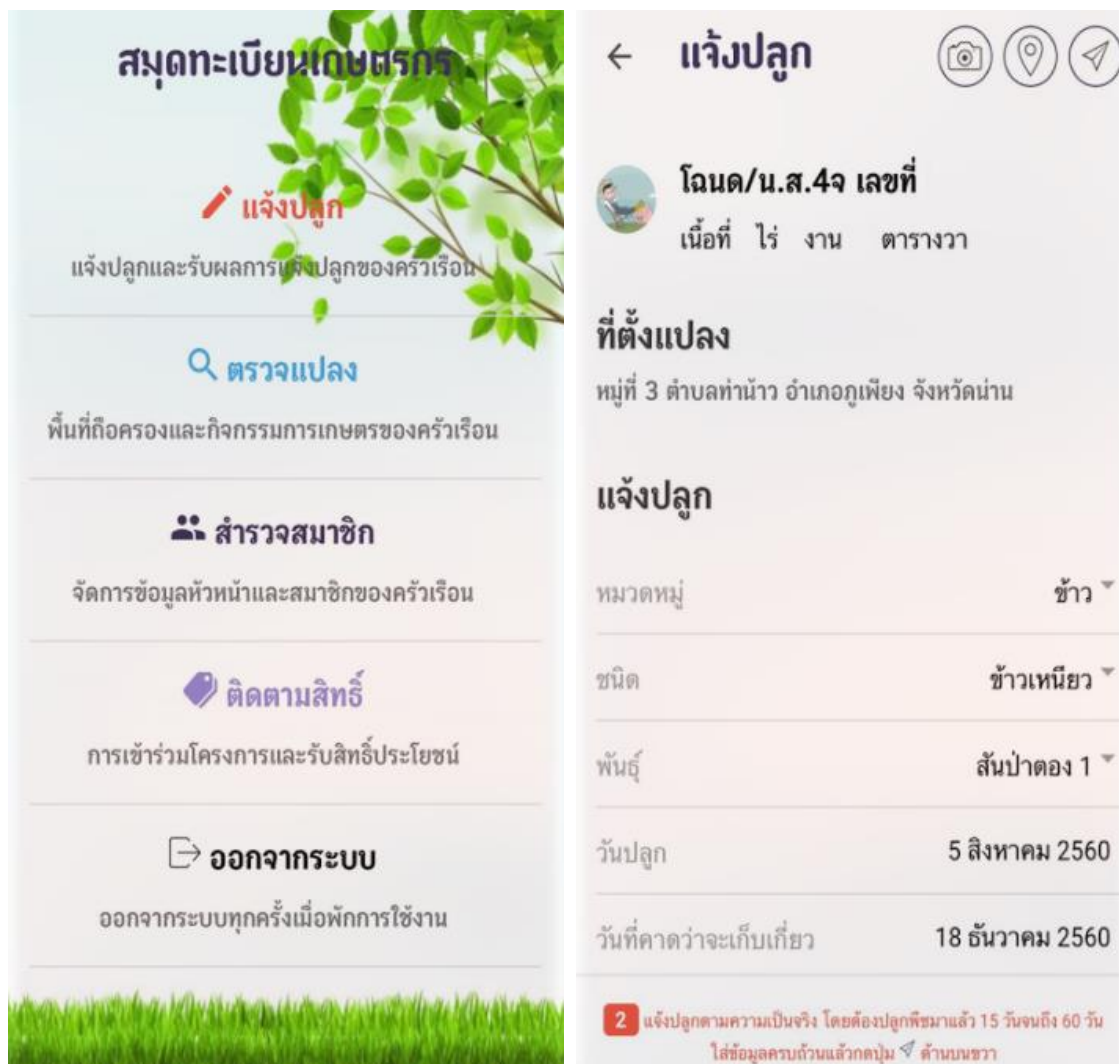 สมุดทะเบียนเกษตรกร
แจ้งปลูก
แจ้งปลูกและรับผลการแจ้งปลูกของครัวเรือน
ตรวจแปลง
พื้นที่ถือครองและกิจกรรมการเกษตรของครัวเรือน
สำรวจสมาชิก
จัดการข้อมูลหัวหน้าและสมาชิกของครัวเรือน
ติดตามสิทธิ์
การเข้าร่วมโครงการและรับสิทธิ์ประโยชน์
ออกจากระบบ
ออกจากระบบทุกครั้งเมื่อพักการใช้งาน
แจ้งปลูก
โฉนด/น.ส.4จ เลขที่
เนื้อที่ ไร่ งาน ตารางวา
ที่ตั้งแปลง
หมู่ที่ 3 ตำบลท่าน้าว อำเภอภูเพียง จังหวัดน่าน
แจ้งปลูก
หมวดหมู่ ข้าว
ชนิด ข้าวเหนียว
พันธุ์ สันป่าตอง 1
วันปลูก 5 สิงหาคม 2560
วันที่คาดว่าจะเก็บเกี่ยว 18 ธันวาคม 2560
2 แจ้งปลูกตามความเป็นจริง โดยต้องปลูกพืชมาแล้ว 15 วันจนถึง 60 วัน
ใส่ข้อมูลครบถ้วนแล้วกดปุ่ม ด้านบนขวา